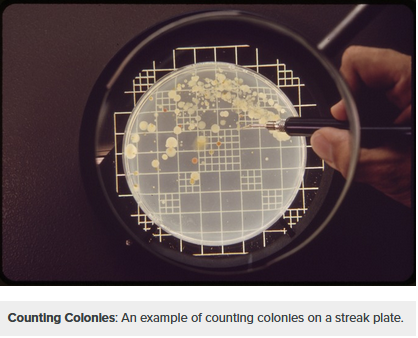 Counting Colonies: An example of counting colonies on a streak plate.